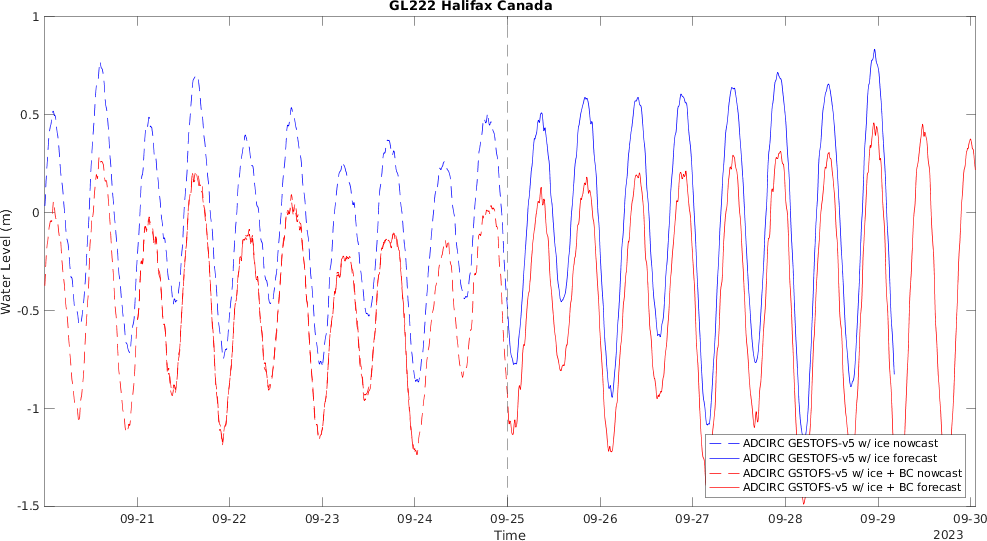 GL222 Halifax Canada
1
0.5
0
-0.5
-1
-1.5
Water Level (m)
ADCIRC GESTOFS-v5 w/ ice nowcast
ADCIRC GESTOFS-v5 w/ ice forecast
ADCIRC GSTOFS-v5 w/ ice + BC nowcast
ADCIRC GSTOFS-v5 w/ ice + BC forecast
09-21 09-22 09-23 09-24 09-25 09-26 09-27 09-28 09-29 09-30
Time
2023